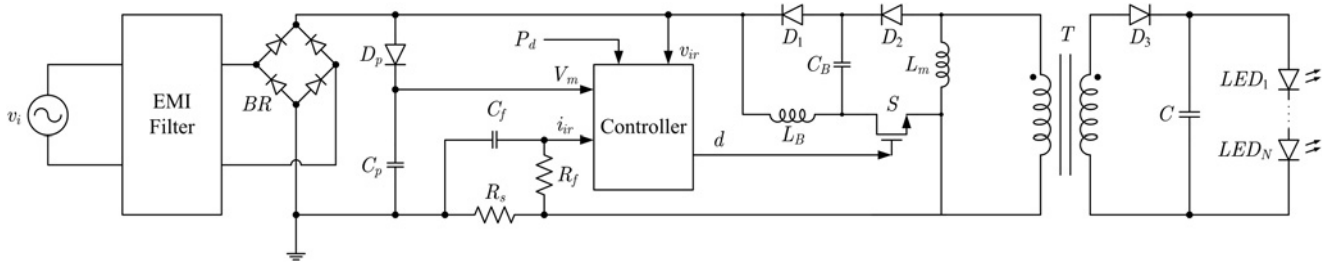 v_i
EMI
Filter
BR
D_p
V_m
C_p
P_d
v_ir
C_f
i_ir
R_f
R_s
Controller
d
D_1
D_2
C_B
L_B
L_m
S
T
D_3
C
LED_1
LED_N